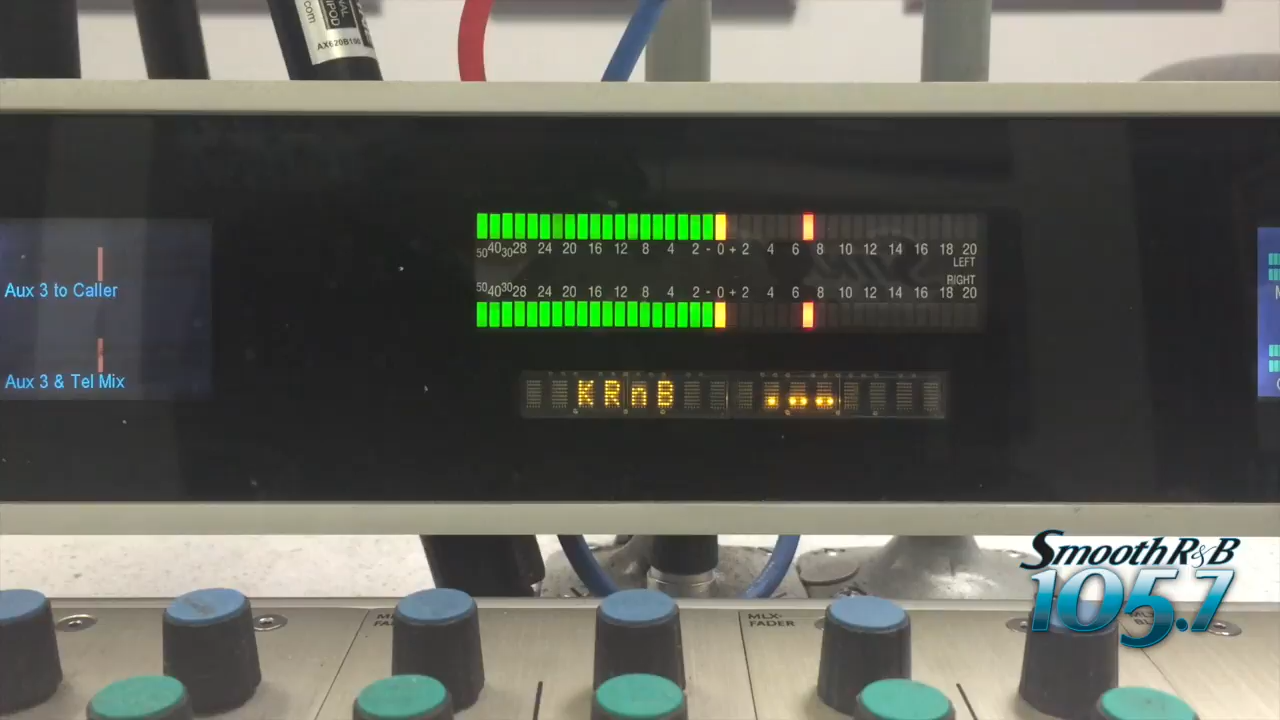 AX620B100
50 40 30 28 24 20 16 12 8 4 2 - 0 + 2 4 6 8 10 12 14 16 18 20
LEFT
Aux 3 to Caller
RIGHT
50 40 30 28 24 20 16 12 8 4 2 - 0 + 2 4 6 8 10 12 14 16 18 20
Aux 3 & Tel Mix
KRnB
Smooth R&B
105.7
MLX-
FADER